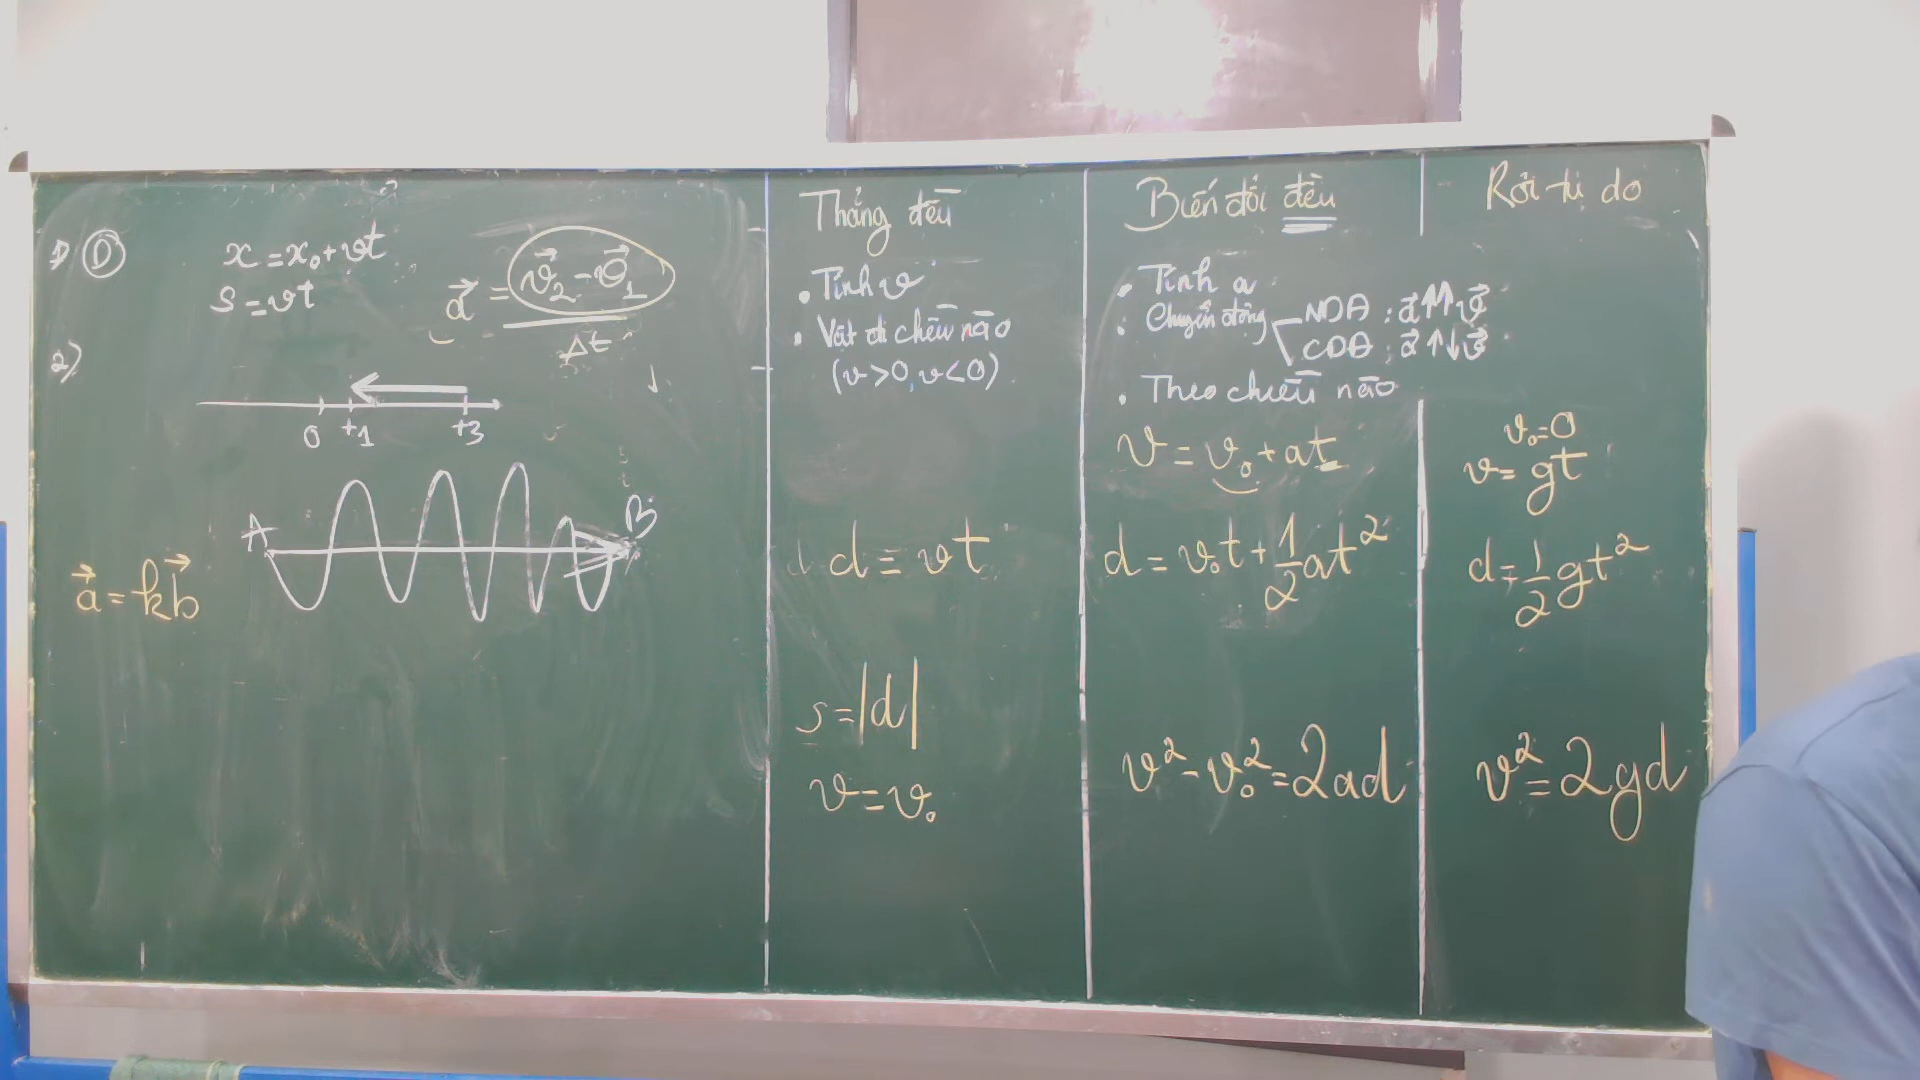 1) Ⓓ
x = x₀ + vt
s = vt
a⃗ = (v⃗₂ - v⃗₁) / Δt
2)
0 +1 +3
A B
a⃗ = kb⃗
Thẳng đều
• Tính v
• Vật đi chiều nào
(v > 0, v < 0)
d = vt
s = |d|
v = v₀
Biến đổi đều
• Tính a
• Chuyển động NDĐ : a⃗ ↑↑ v⃗
CDĐ : a⃗ ↑↓ v⃗
• Theo chiều nào
v = v₀ + at
d = v₀t + 1/2 at²
v² - v₀² = 2ad
Rơi tự do
v₀ = 0
v = gt
d = 1/2 gt²
v² = 2gd